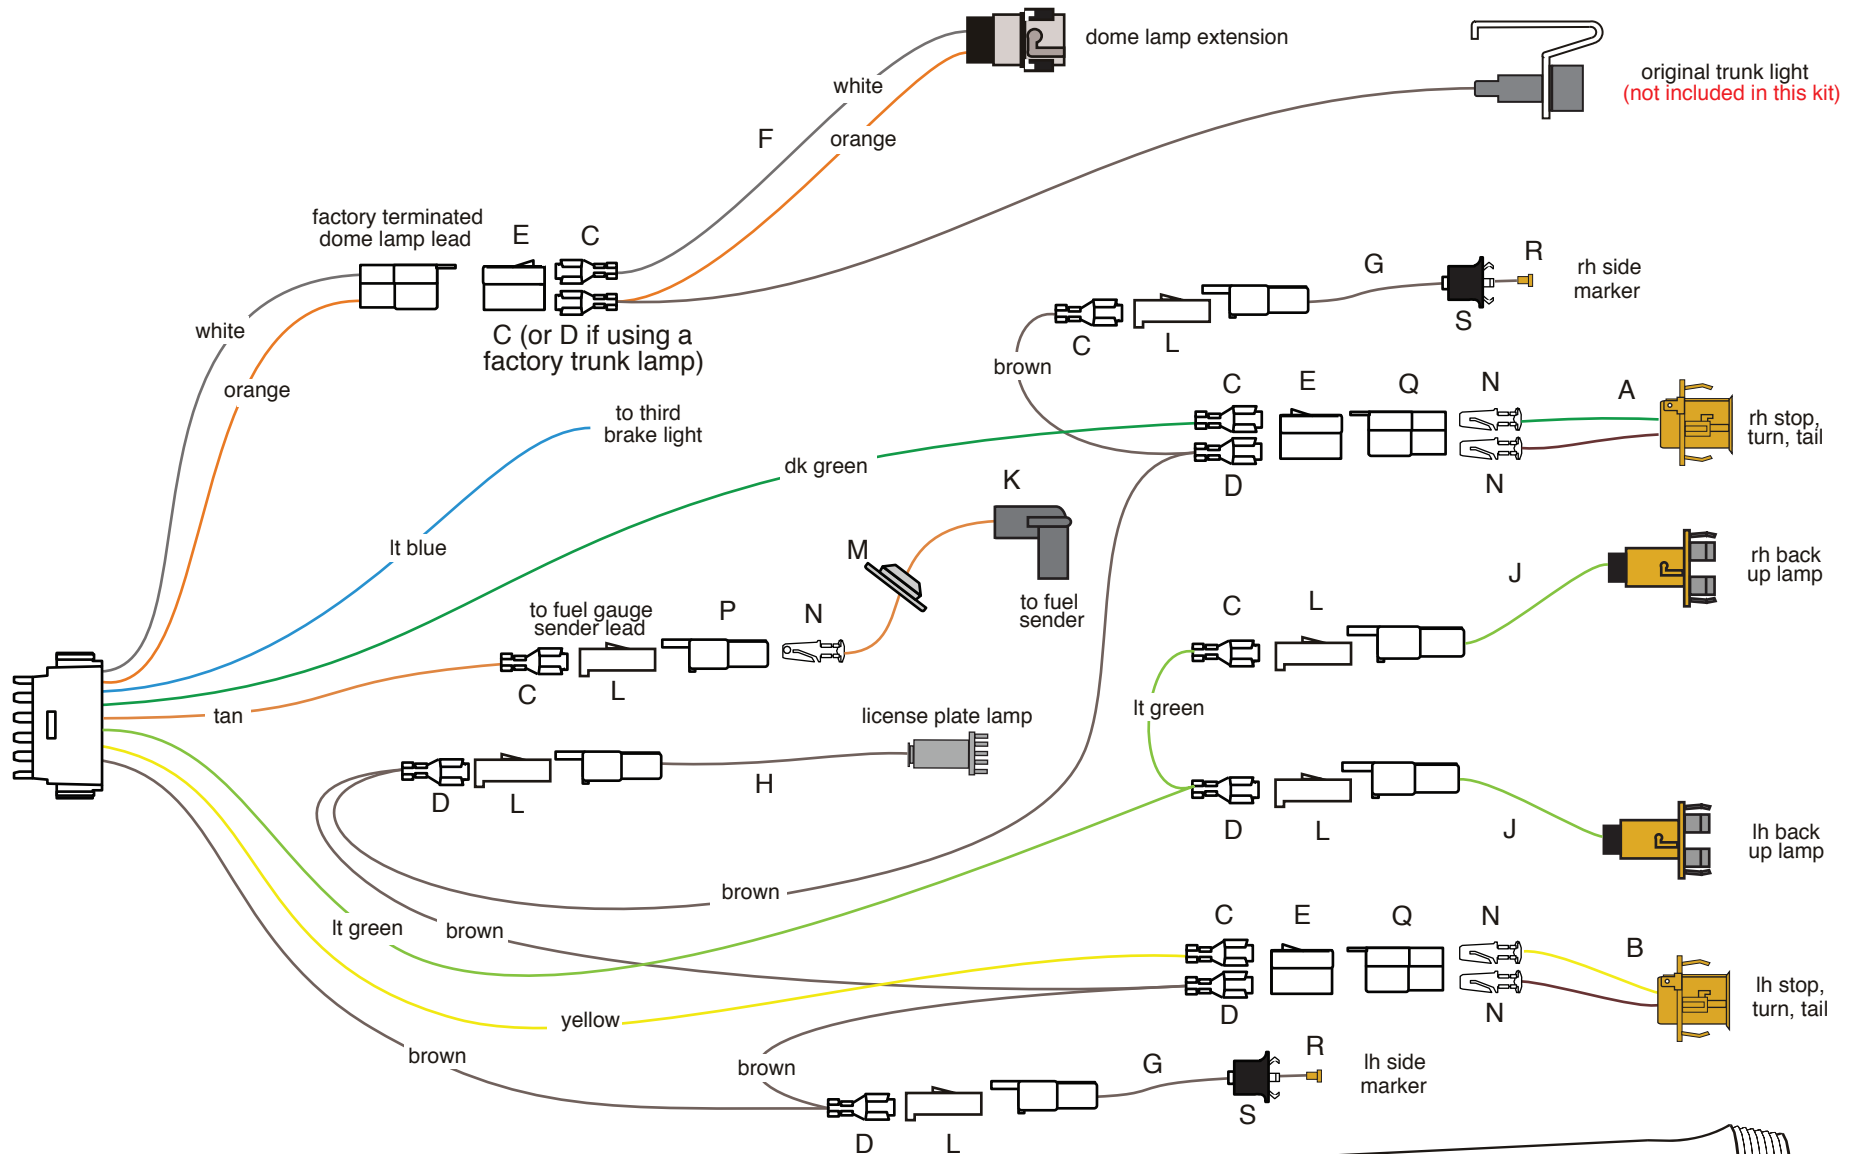 dome lamp extension
original trunk light
(not included in this kit)
white
F
orange
factory terminated
dome lamp lead
E
C
C (or D if using a
factory trunk lamp)
white
orange
G
R
rh side
marker
S
C
L
brown
to third
brake light
C
E
Q
N
A
rh stop,
turn, tail
dk green
D
N
K
lt blue
M
to fuel
sender
J
rh back
up lamp
to fuel gauge
sender lead
P
N
C
L
C
L
tan
lt green
license plate lamp
D
L
H
D
L
J
lh back
up lamp
brown
lt green
brown
C
E
Q
N
B
lh stop,
turn, tail
yellow
D
N
brown
brown
G
R
lh side
marker
S
D
L